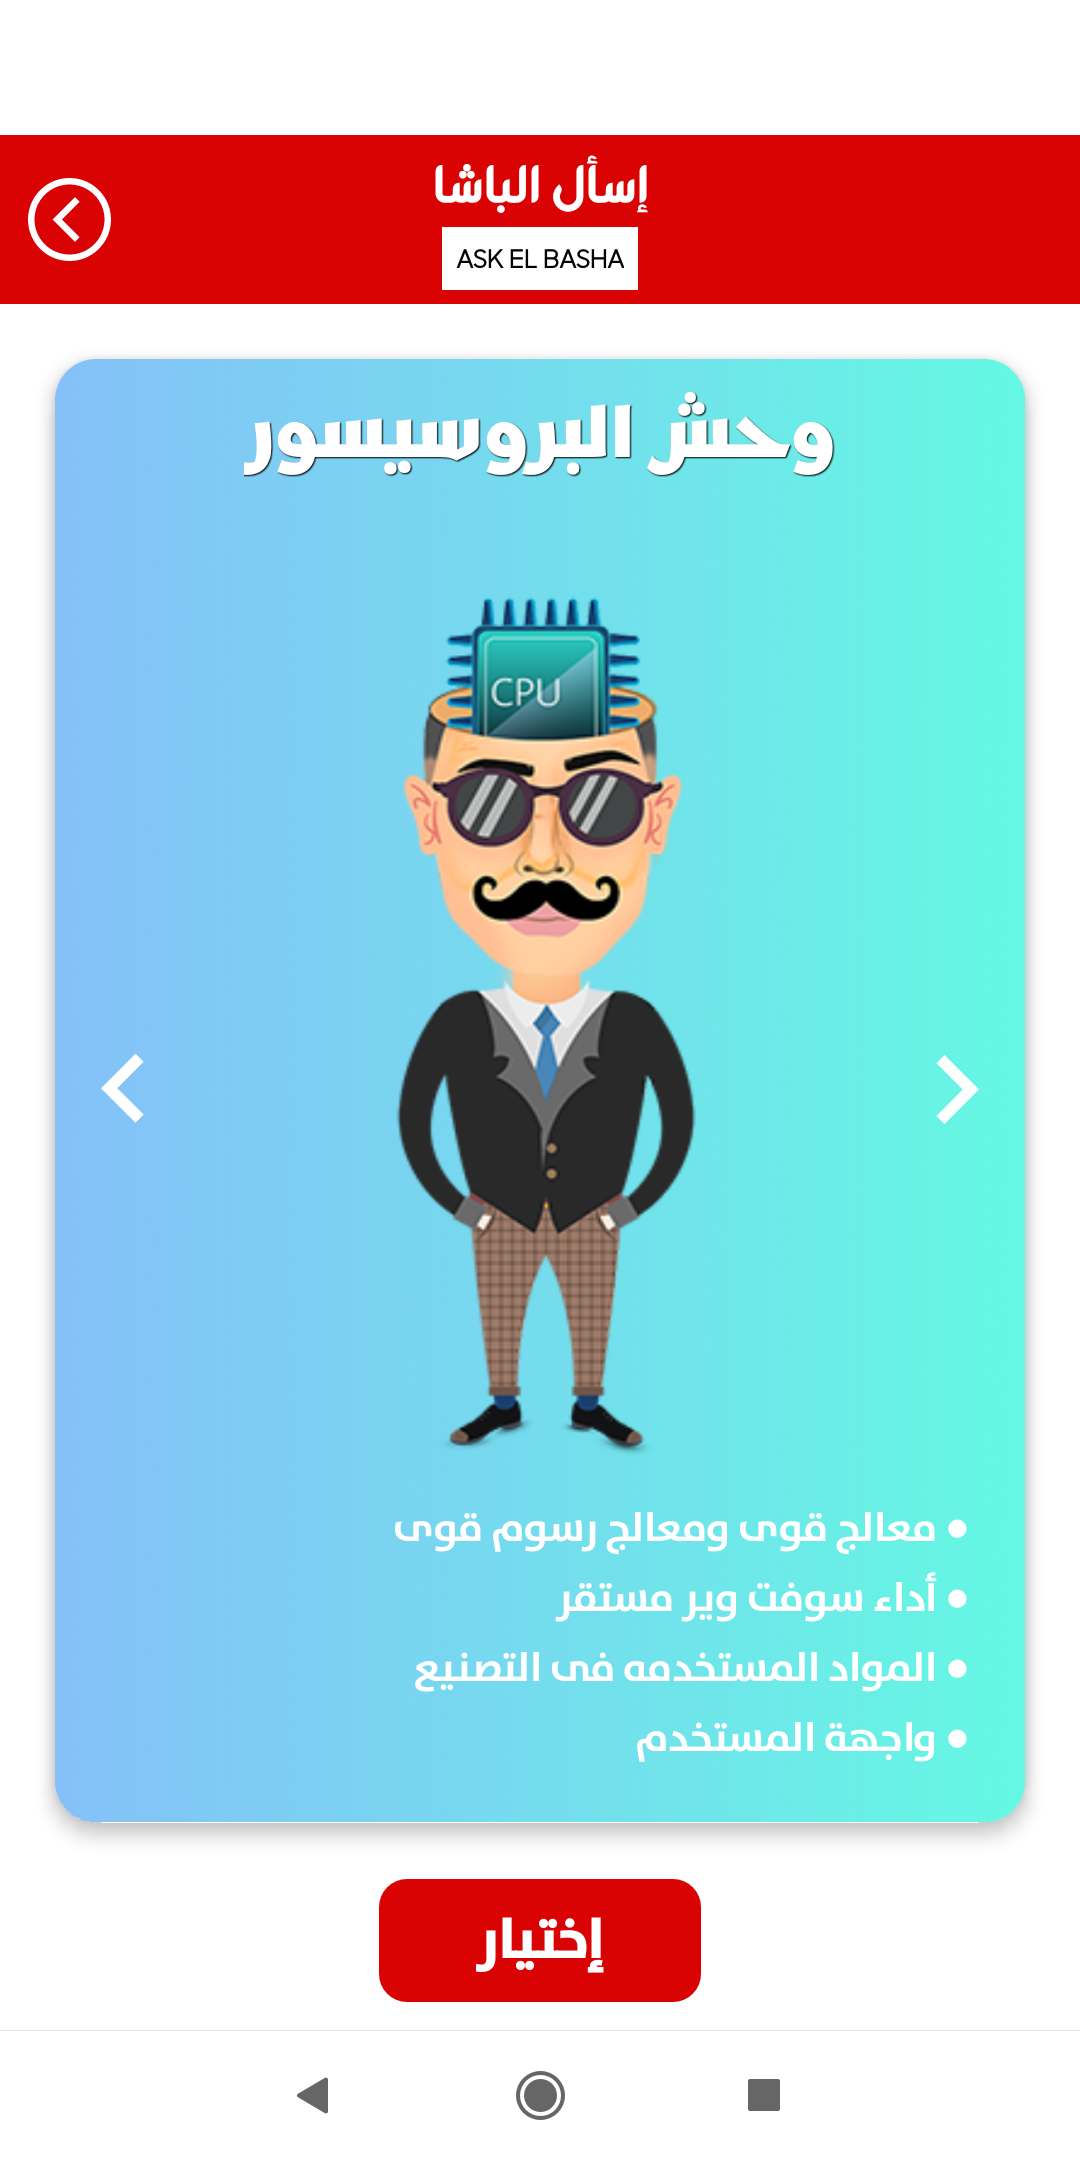 إسأل الباشا
ASK EL BASHA
وحش البروسيسور
CPU
● معالج قوى ومعالج رسوم قوى
● أداء سوفت وير مستقر
● المواد المستخدمه فى التصنيع
● واجهة المستخدم
إختيار